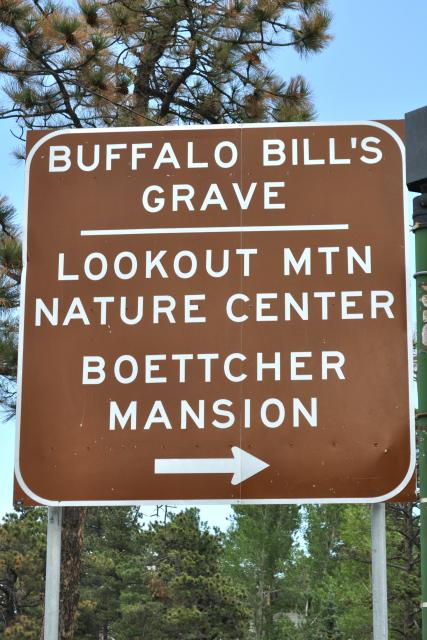 BUFFALO BILL'S
GRAVE
LOOKOUT MTN
NATURE CENTER
BOETTCHER
MANSION